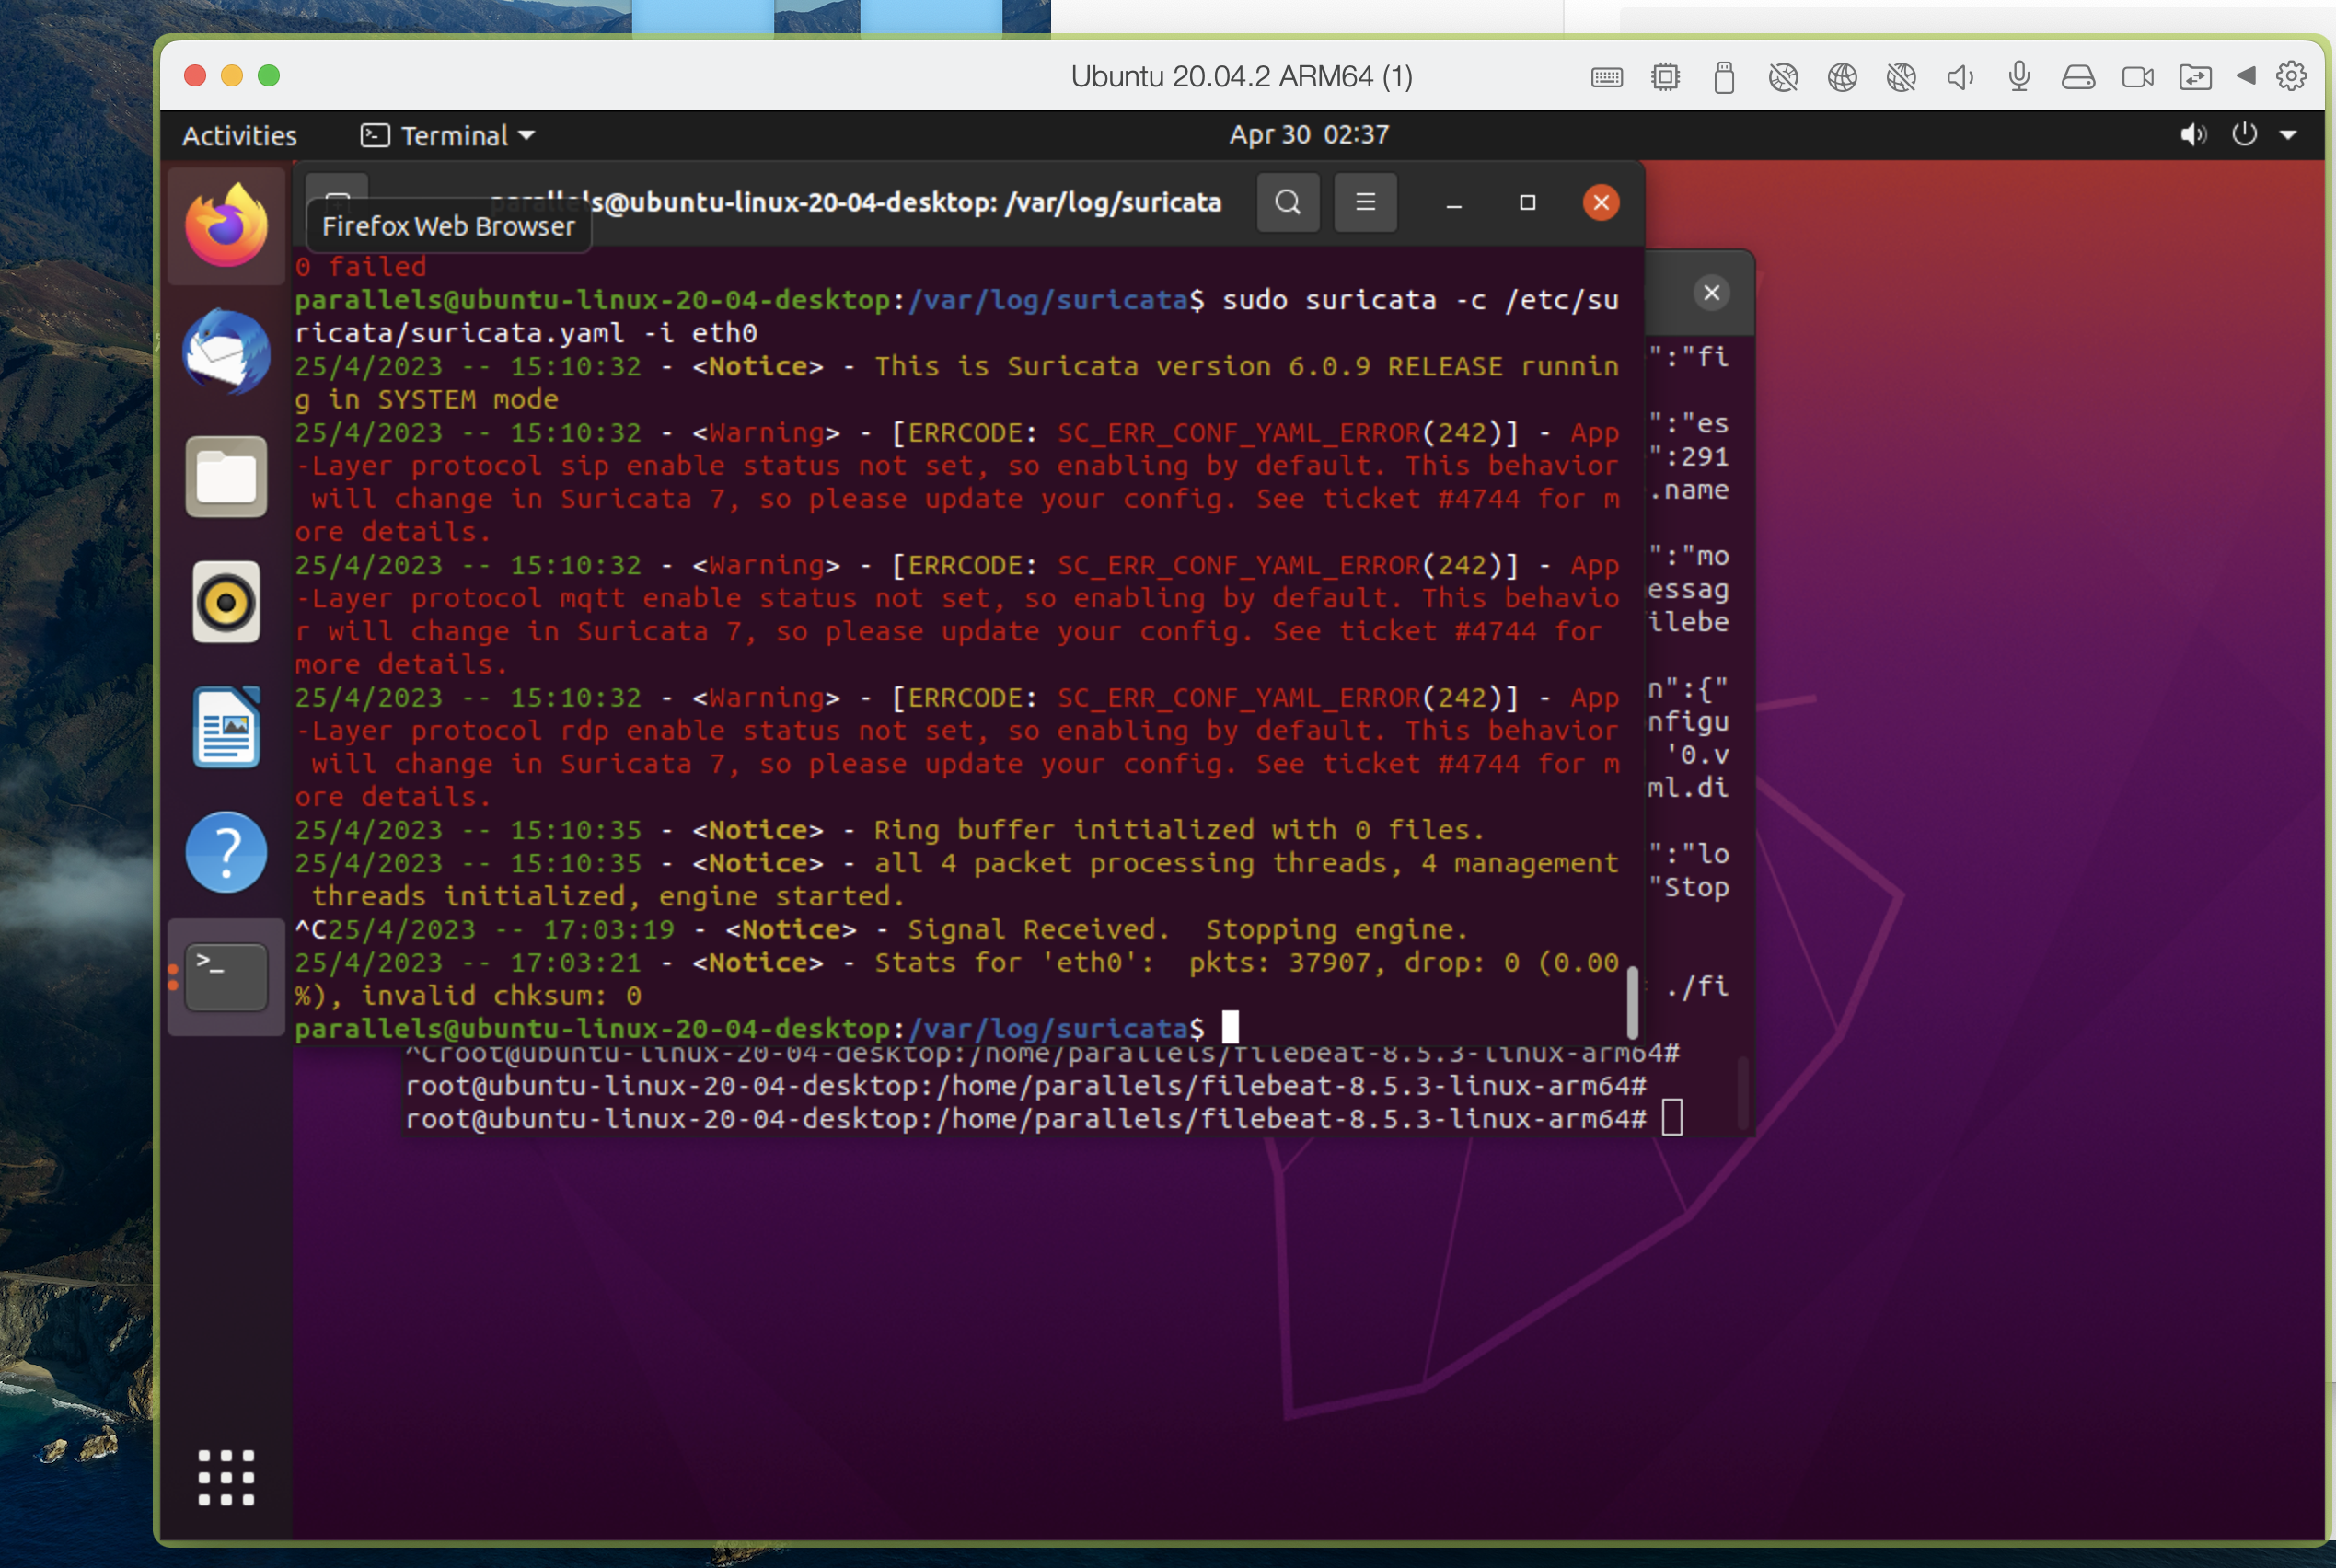 Ubuntu 20.04.2 ARM64 (1)
Activities
Terminal
Apr 30 02:37
parallels@ubuntu-linux-20-04-desktop: /var/log/suricata
Firefox Web Browser
0 failed
parallels@ubuntu-linux-20-04-desktop:/var/log/suricata$ sudo suricata -c /etc/su
ricata/suricata.yaml -i eth0
25/4/2023 -- 15:10:32 - <Notice> - This is Suricata version 6.0.9 RELEASE runnin
g in SYSTEM mode
25/4/2023 -- 15:10:32 - <Warning> - [ERRCODE: SC_ERR_CONF_YAML_ERROR(242)] - App
-Layer protocol sip enable status not set, so enabling by default. This behavior
will change in Suricata 7, so please update your config. See ticket #4744 for m
ore details.
25/4/2023 -- 15:10:32 - <Warning> - [ERRCODE: SC_ERR_CONF_YAML_ERROR(242)] - App
-Layer protocol mqtt enable status not set, so enabling by default. This behavio
r will change in Suricata 7, so please update your config. See ticket #4744 for
more details.
25/4/2023 -- 15:10:32 - <Warning> - [ERRCODE: SC_ERR_CONF_YAML_ERROR(242)] - App
-Layer protocol rdp enable status not set, so enabling by default. This behavior
will change in Suricata 7, so please update your config. See ticket #4744 for m
ore details.
25/4/2023 -- 15:10:35 - <Notice> - Ring buffer initialized with 0 files.
25/4/2023 -- 15:10:35 - <Notice> - all 4 packet processing threads, 4 management
threads initialized, engine started.
^C25/4/2023 -- 17:03:19 - <Notice> - Signal Received.  Stopping engine.
25/4/2023 -- 17:03:21 - <Notice> - Stats for 'eth0':  pkts: 37907, drop: 0 (0.00
%), invalid chksum: 0
parallels@ubuntu-linux-20-04-desktop:/var/log/suricata$
":"fi
":"es
":291
.name
":"mo
essag
ilebe
n":{"
nfigu
'0.v
ml.di
":"lo
"Stop
./fi
^Croot@ubuntu-linux-20-04-desktop:/home/parallels/filebeat-8.5.3-linux-arm64#
root@ubuntu-linux-20-04-desktop:/home/parallels/filebeat-8.5.3-linux-arm64#
root@ubuntu-linux-20-04-desktop:/home/parallels/filebeat-8.5.3-linux-arm64#